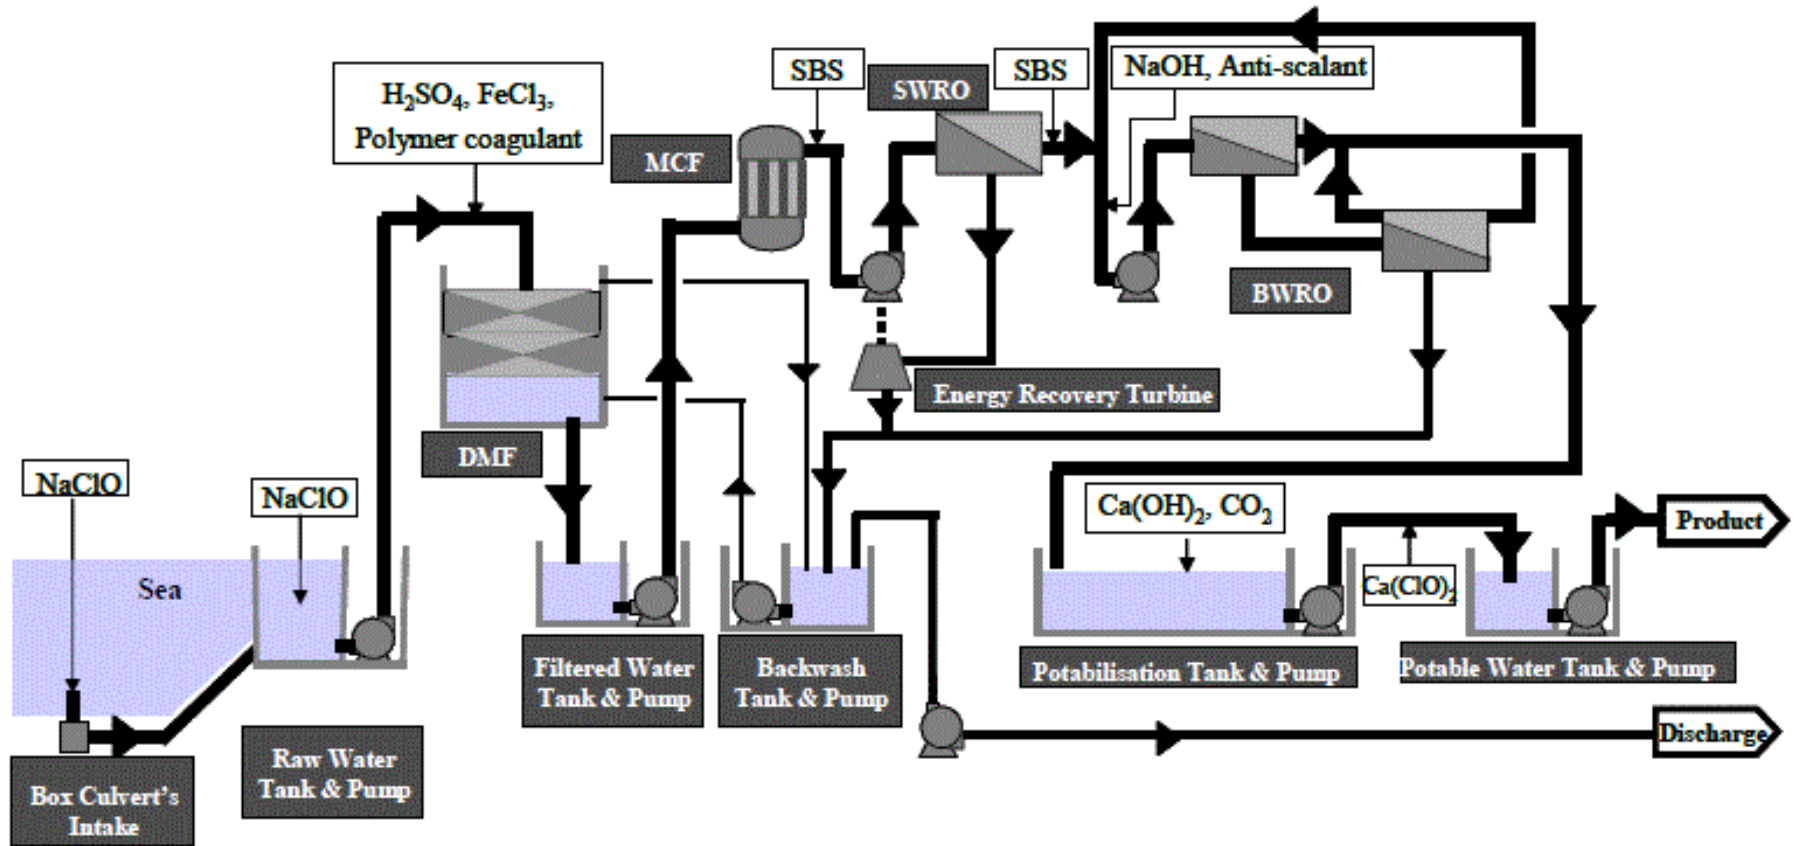 SBS
SWRO
SBS
NaOH, Anti-scalant
H₂SO₄, FeCl₃,
Polymer coagulant
MCF
BWRO
Energy Recovery Turbine
DMF
NaClO
NaClO
Ca(OH)₂, CO₂
Product
Sea
Ca(ClO)₂
Filtered Water
Tank & Pump
Backwash
Tank & Pump
Potabilisation Tank & Pump
Potable Water Tank & Pump
Discharge
Raw Water
Tank & Pump
Box Culvert's
Intake